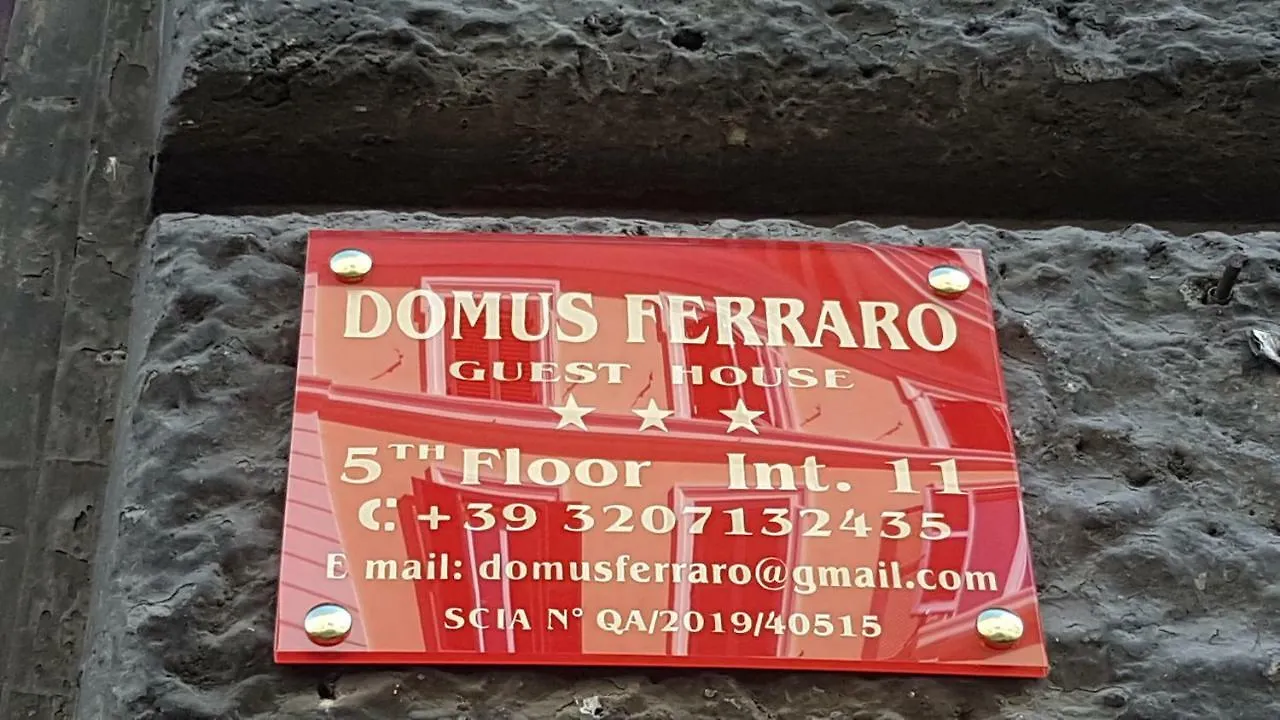 DOMUS FERRARO
GUEST HOUSE
5TH Floor Int. 11
+39 3207132435
E mail: domusferraro@gmail.com
SCIA N° QA/2019/40515